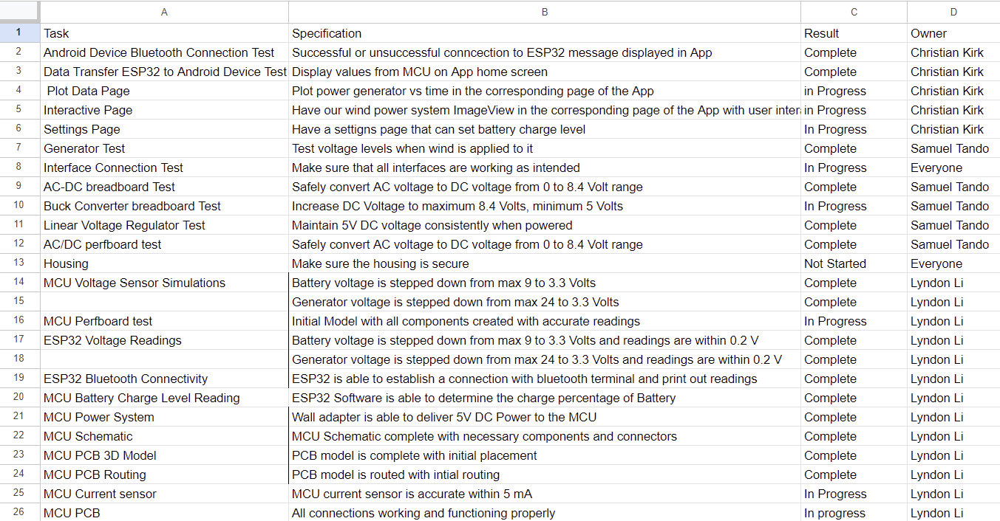 A B C D
1 Task Specification Result Owner
2 Android Device Bluetooth Connection Test Successful or unsuccessful conncection to ESP32 message displayed in App Complete Christian Kirk
3 Data Transfer ESP32 to Android Device Test Display values from MCU on App home screen Complete Christian Kirk
4 Plot Data Page Plot power generator vs time in the corresponding page of the App in Progress Christian Kirk
5 Interactive Page Have our wind power system ImageView in the corresponding page of the App with user inter in Progress Christian Kirk
6 Settings Page Have a settigns page that can set battery charge level In Progress Christian Kirk
7 Generator Test Test voltage levels when wind is applied to it Complete Samuel Tando
8 Interface Connection Test Make sure that all interfaces are working as intended In Progress Everyone
9 AC-DC breadboard Test Safely convert AC voltage to DC voltage from 0 to 8.4 Volt range Complete Samuel Tando
10 Buck Converter breadboard Test Increase DC Voltage to maximum 8.4 Volts, minimum 5 Volts In Progress Samuel Tando
11 Linear Voltage Regulator Test Maintain 5V DC voltage consistently when powered Complete Samuel Tando
12 AC/DC perfboard test Safely convert AC voltage to DC voltage from 0 to 8.4 Volt range Complete Samuel Tando
13 Housing Make sure the housing is secure Not Started Everyone
14 MCU Voltage Sensor Simulations Battery voltage is stepped down from max 9 to 3.3 Volts Complete Lyndon Li
15 Generator voltage is stepped down from max 24 to 3.3 Volts Complete Lyndon Li
16 MCU Perfboard test Initial Model with all components created with accurate readings In Progress Lyndon Li
17 ESP32 Voltage Readings Battery voltage is stepped down from max 9 to 3.3 Volts and readings are within 0.2 V Complete Lyndon Li
18 Generator voltage is stepped down from max 24 to 3.3 Volts and readings are within 0.2 V Complete Lyndon Li
19 ESP32 Bluetooth Connectivity ESP32 is able to establish a connection with bluetooth terminal and print out readings Complete Lyndon Li
20 MCU Battery Charge Level Reading ESP32 Software is able to determine the charge percentage of Battery Complete Lyndon Li
21 MCU Power System Wall adapter is able to deliver 5V DC Power to the MCU Complete Lyndon Li
22 MCU Schematic MCU Schematic complete with necessary components and connectors Complete Lyndon Li
23 MCU PCB 3D Model PCB model is complete with initial placement Complete Lyndon Li
24 MCU PCB Routing PCB model is routed with intial routing Complete Lyndon Li
25 MCU Current sensor MCU current sensor is accurate within 5 mA In Progress Lyndon Li
26 MCU PCB All connections working and functioning properly In progress Lyndon Li